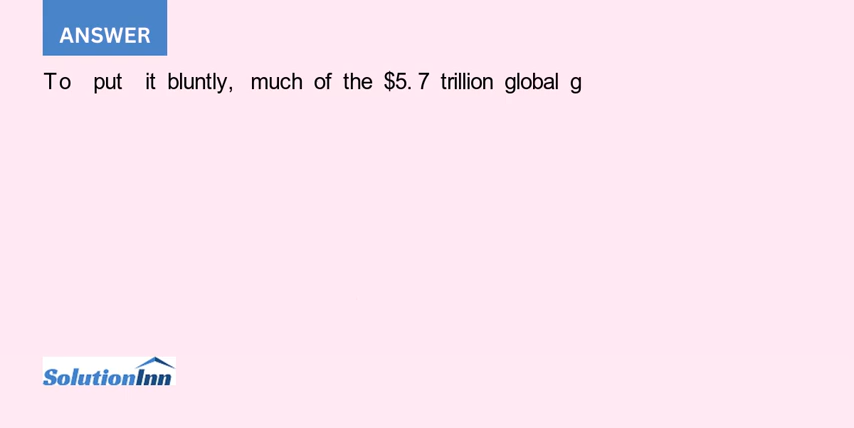 ANSWER
To put it bluntly, much of the $5. 7 trillion global g
SolutionInn